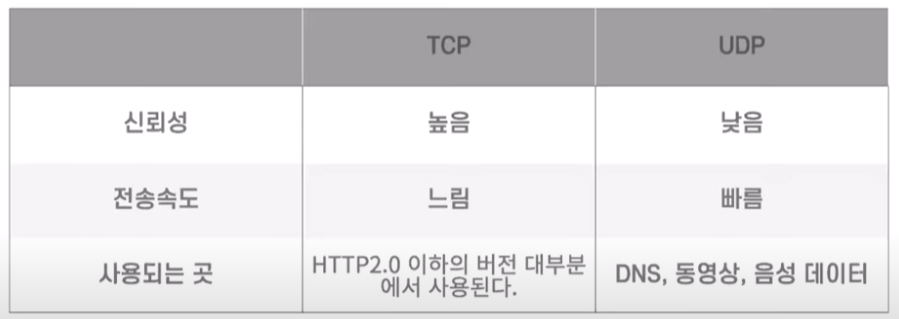 TCP UDP
신뢰성 높음 낮음
전송속도 느림 빠름
사용되는 곳 HTTP2.0 이하의 버전 대부분
에서 사용된다. DNS, 동영상, 음성 데이터